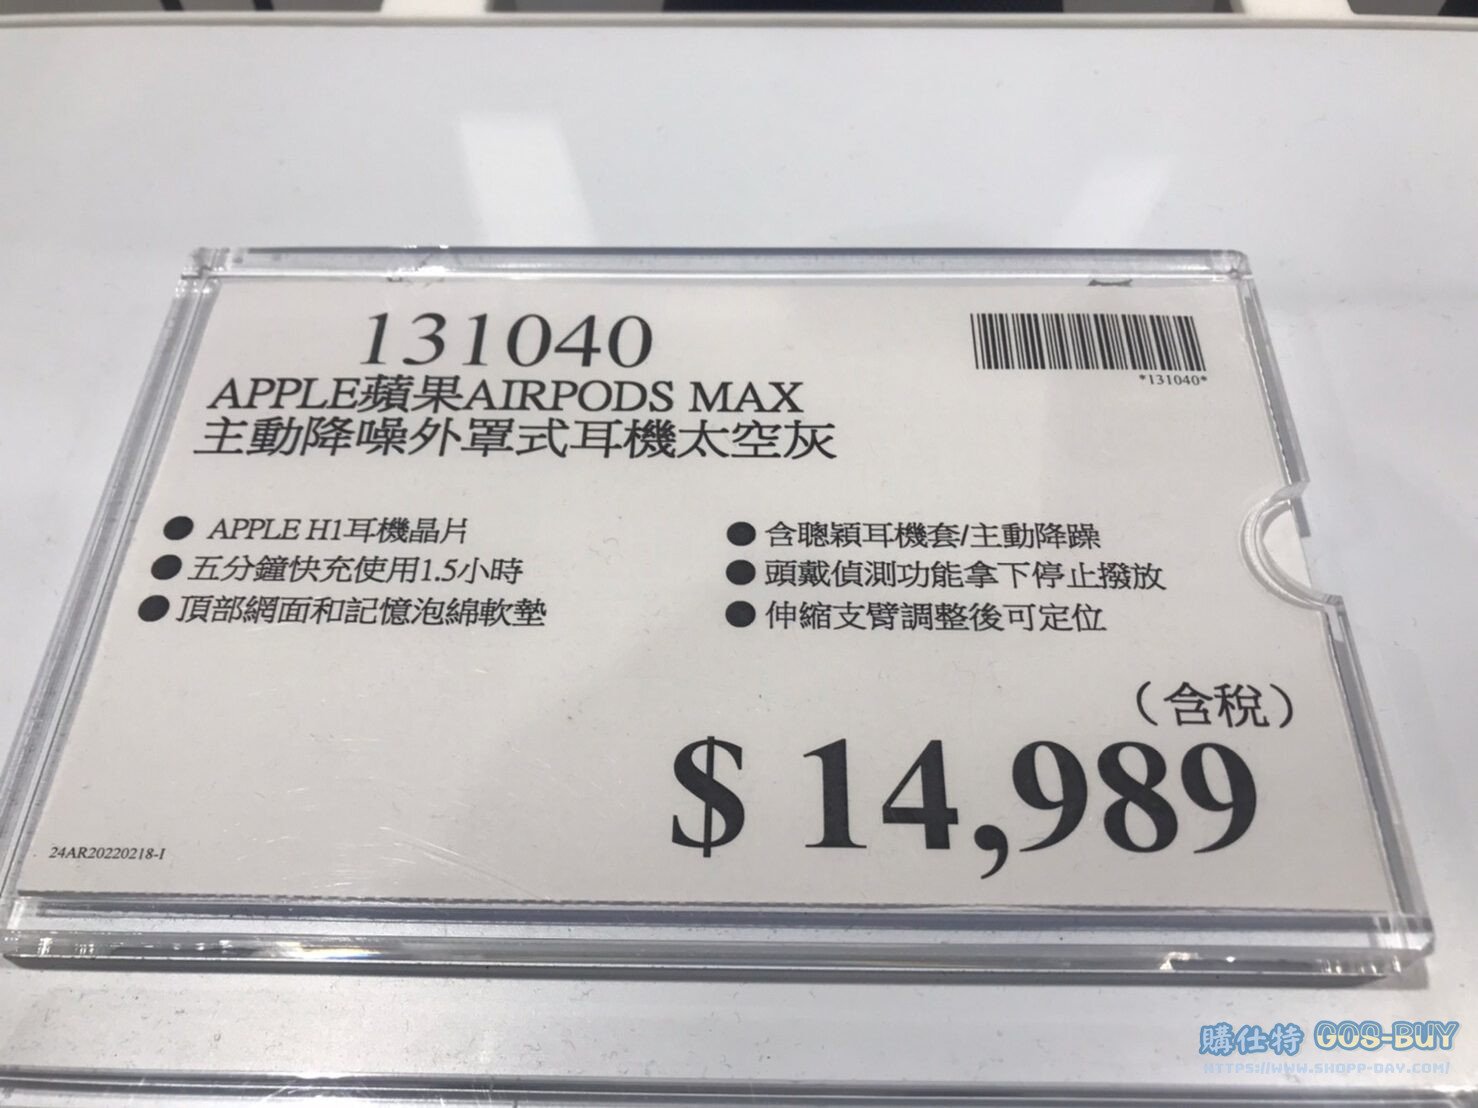 131040
*131040*
APPLE蘋果AIRPODS MAX
主動降噪外罩式耳機太空灰
● APPLE H1耳機晶片
● 五分鐘快充使用1.5小時
● 頂部網面和記憶泡綿軟墊
● 含聰穎耳機套/主動降躁
● 頭戴偵測功能拿下停止撥放
● 伸縮支臂調整後可定位
（含稅）
$ 14,989
24AR20220218-I
購仕特 GOS-BUY
HTTPS://WWW.SHOPP-DAY.COM/